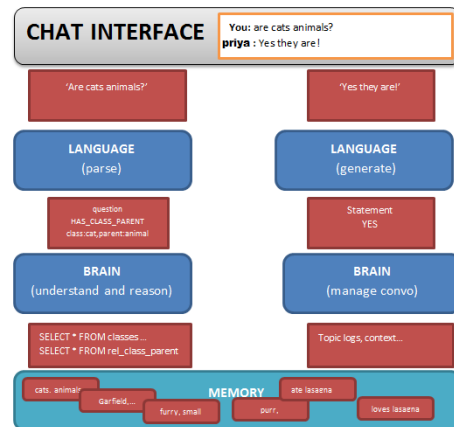 CHAT INTERFACE
You: are cats animals?
priya : Yes they are!
‘Are cats animals?’
‘Yes they are!’
LANGUAGE
(parse)
LANGUAGE
(generate)
question
HAS_CLASS_PARENT
class:cat,parent:animal
Statement
YES
BRAIN
(understand and reason)
BRAIN
(manage convo)
SELECT * FROM classes...
SELECT * FROM rel_class_parent
Topic logs, context...
MEMORY
cats. animals
Garfield,...
furry, small
purr,
ate lasaena
loves lasaena